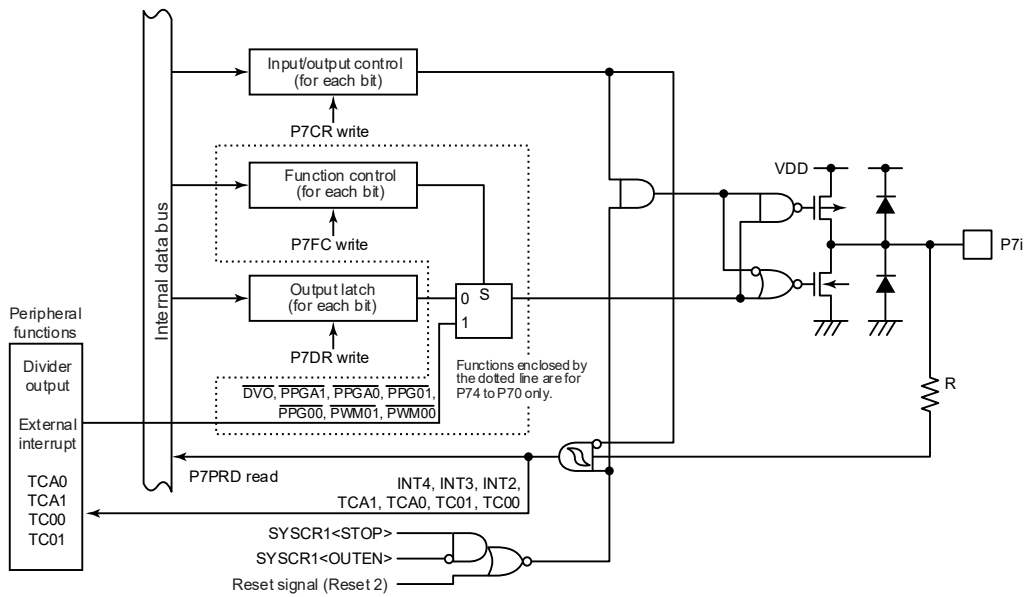 Input/output control
(for each bit)
P7CR write
Function control
(for each bit)
P7FC write
Internal data bus
Output latch
(for each bit)
P7DR write
0 S
1
Functions enclosed by
the dotted line are for
P74 to P70 only.
DVO, PPGA1, PPGA0, PPG01,
PPG00, PWM01, PWM00
VDD
P7i
R
Peripheral
functions
Divider
output
External
interrupt
TCA0
TCA1
TC00
TC01
P7PRD read
INT4, INT3, INT2,
TCA1, TCA0, TC01, TC00
SYSCR1<STOP>
SYSCR1<OUTEN>
Reset signal (Reset 2)